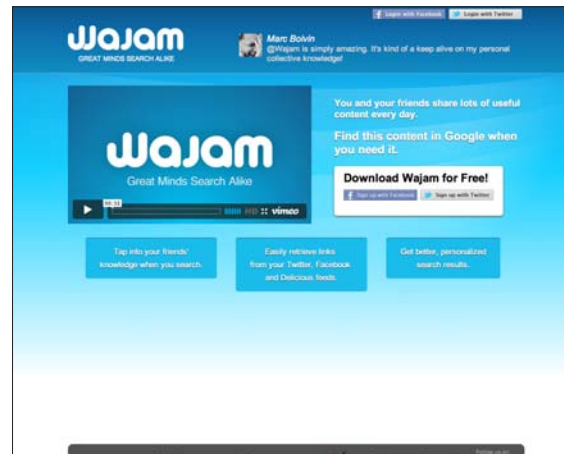 Login with Facebook
Login with Twitter
wajam
GREAT MINDS SEARCH ALIKE
Marc Boivin
@Wajam is simply amazing. It's kind of a keep alive on my personal
collective knowledge!
wajam
Great Minds Search Alike
HD
vimeo
You and your friends share lots of useful
content every day.
Find this content in Google when
you need it.
Download Wajam for Free!
Sign up with Facebook
Sign up with Twitter
Tap into your friends'
knowledge when you search.
Easily retrieve links
from your Twitter, Facebook
and Delicious feeds.
Get better, personalized
search results.
Follow us on: